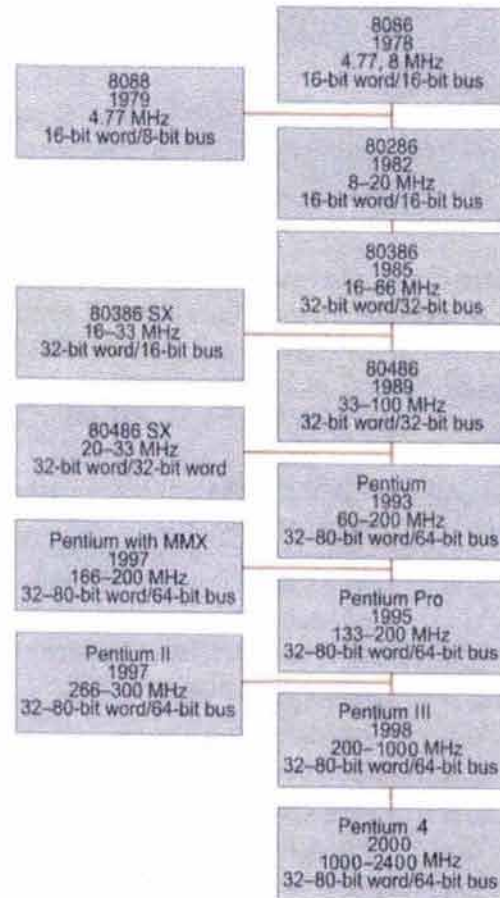 8086
1978
4.77, 8 MHz
16-bit word/16-bit bus
8088
1979
4.77 MHz
16-bit word/8-bit bus
80286
1982
8–20 MHz
16-bit word/16-bit bus
80386
1985
16–66 MHz
32-bit word/32-bit bus
80386 SX
16–33 MHz
32-bit word/16-bit bus
80486
1989
33–100 MHz
32-bit word/32-bit bus
80486 SX
20–33 MHz
32-bit word/32-bit word
Pentium
1993
60–200 MHz
32–80-bit word/64-bit bus
Pentium with MMX
1997
166–200 MHz
32–80-bit word/64-bit bus
Pentium Pro
1995
133–200 MHz
32–80-bit word/64-bit bus
Pentium II
1997
266–300 MHz
32–80-bit word/64-bit bus
Pentium III
1998
200–1000 MHz
32–80-bit word/64-bit bus
Pentium 4
2000
1000–2400 MHz
32–80-bit word/64-bit bus